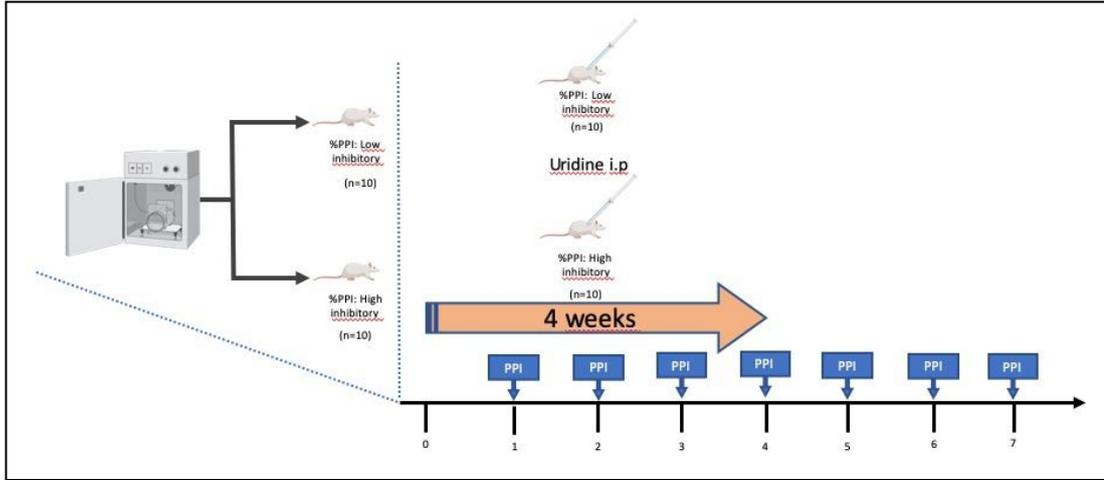 %PPI: Low
inhibitory
(n=10)
%PPI: High
inhibitory
(n=10)
%PPI: Low
inhibitory
(n=10)
Uridine i.p
%PPI: High
inhibitory
(n=10)
4 weeks
PPI PPI PPI PPI PPI PPI PPI
0 1 2 3 4 5 6 7